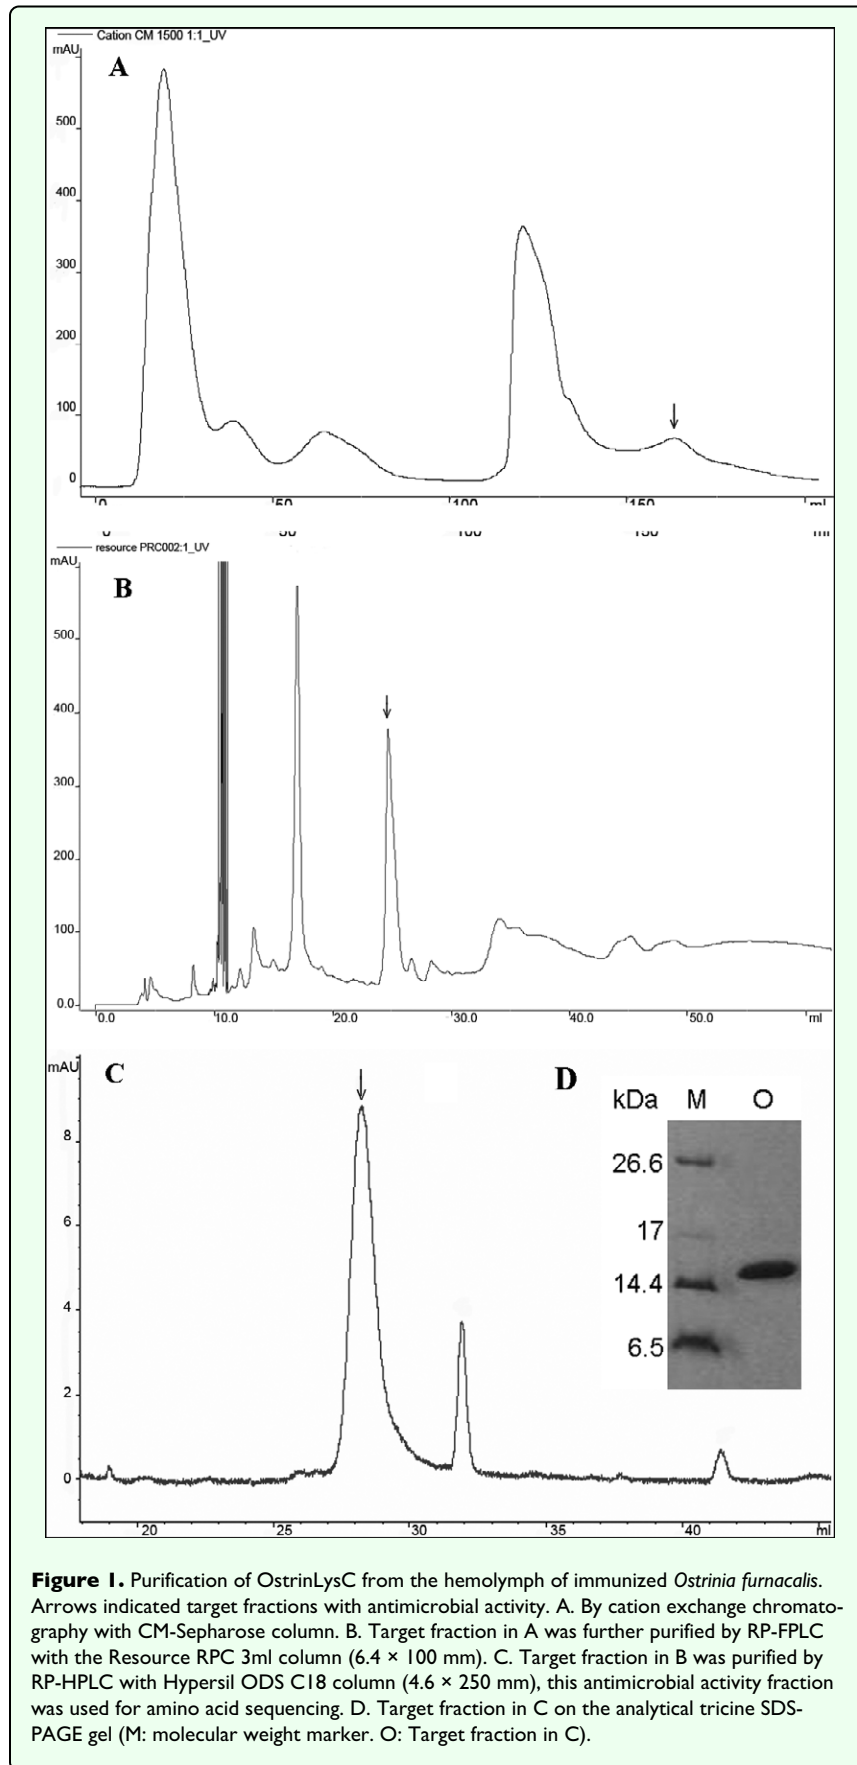 Cation CM 1500 1:1_UV
mAU
A
500
400
300
200
100
0
0 50 100 150 ml
0 50 100 150 ml
resource PRC002:1_UV
mAU
B
500
400
300
200
100
0.0
0.0 10.0 20.0 30.0 40.0 50.0 ml
mAU
C
8
6
4
2
0
20 25 30 35 40 ml
D
kDa M O
26.6
17
14.4
6.5
Figure 1. Purification of OstrinLysC from the hemolymph of immunized Ostrinia furnacalis.
Arrows indicated target fractions with antimicrobial activity. A. By cation exchange chromato-
graphy with CM-Sepharose column. B. Target fraction in A was further purified by RP-FPLC
with the Resource RPC 3ml column (6.4 × 100 mm). C. Target fraction in B was purified by
RP-HPLC with Hypersil ODS C18 column (4.6 × 250 mm), this antimicrobial activity fraction
was used for amino acid sequencing. D. Target fraction in C on the analytical tricine SDS-
PAGE gel (M: molecular weight marker. O: Target fraction in C).